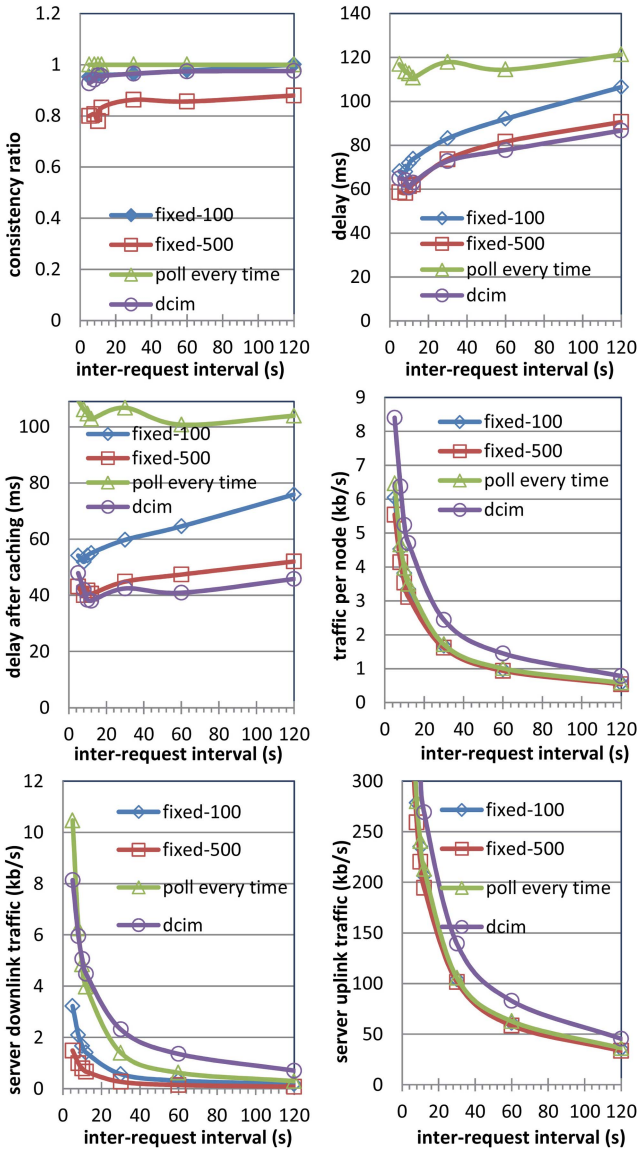 1.2
1
0.8
0.6
0.4
0.2
0
consistency ratio
fixed-100
fixed-500
poll every time
dcim
0 20 40 60 80 100 120
inter-request interval (s)
140
120
100
80
60
40
20
0
delay (ms)
fixed-100
fixed-500
poll every time
dcim
0 20 40 60 80 100 120
inter-request interval (s)
100
80
60
40
20
0
delay after caching (ms)
fixed-100
fixed-500
poll every time
dcim
0 20 40 60 80 100 120
inter-request interval (s)
9
8
7
6
5
4
3
2
1
0
traffic per node (kb/s)
fixed-100
fixed-500
poll every time
dcim
0 20 40 60 80 100 120
inter-request interval (s)
12
10
8
6
4
2
0
server downlink traffic (kb/s)
fixed-100
fixed-500
poll every time
dcim
0 20 40 60 80 100 120
inter-request interval (s)
300
250
200
150
100
50
0
server uplink traffic (kb/s)
fixed-100
fixed-500
poll every time
dcim
0 20 40 60 80 100 120
inter-request interval (s)